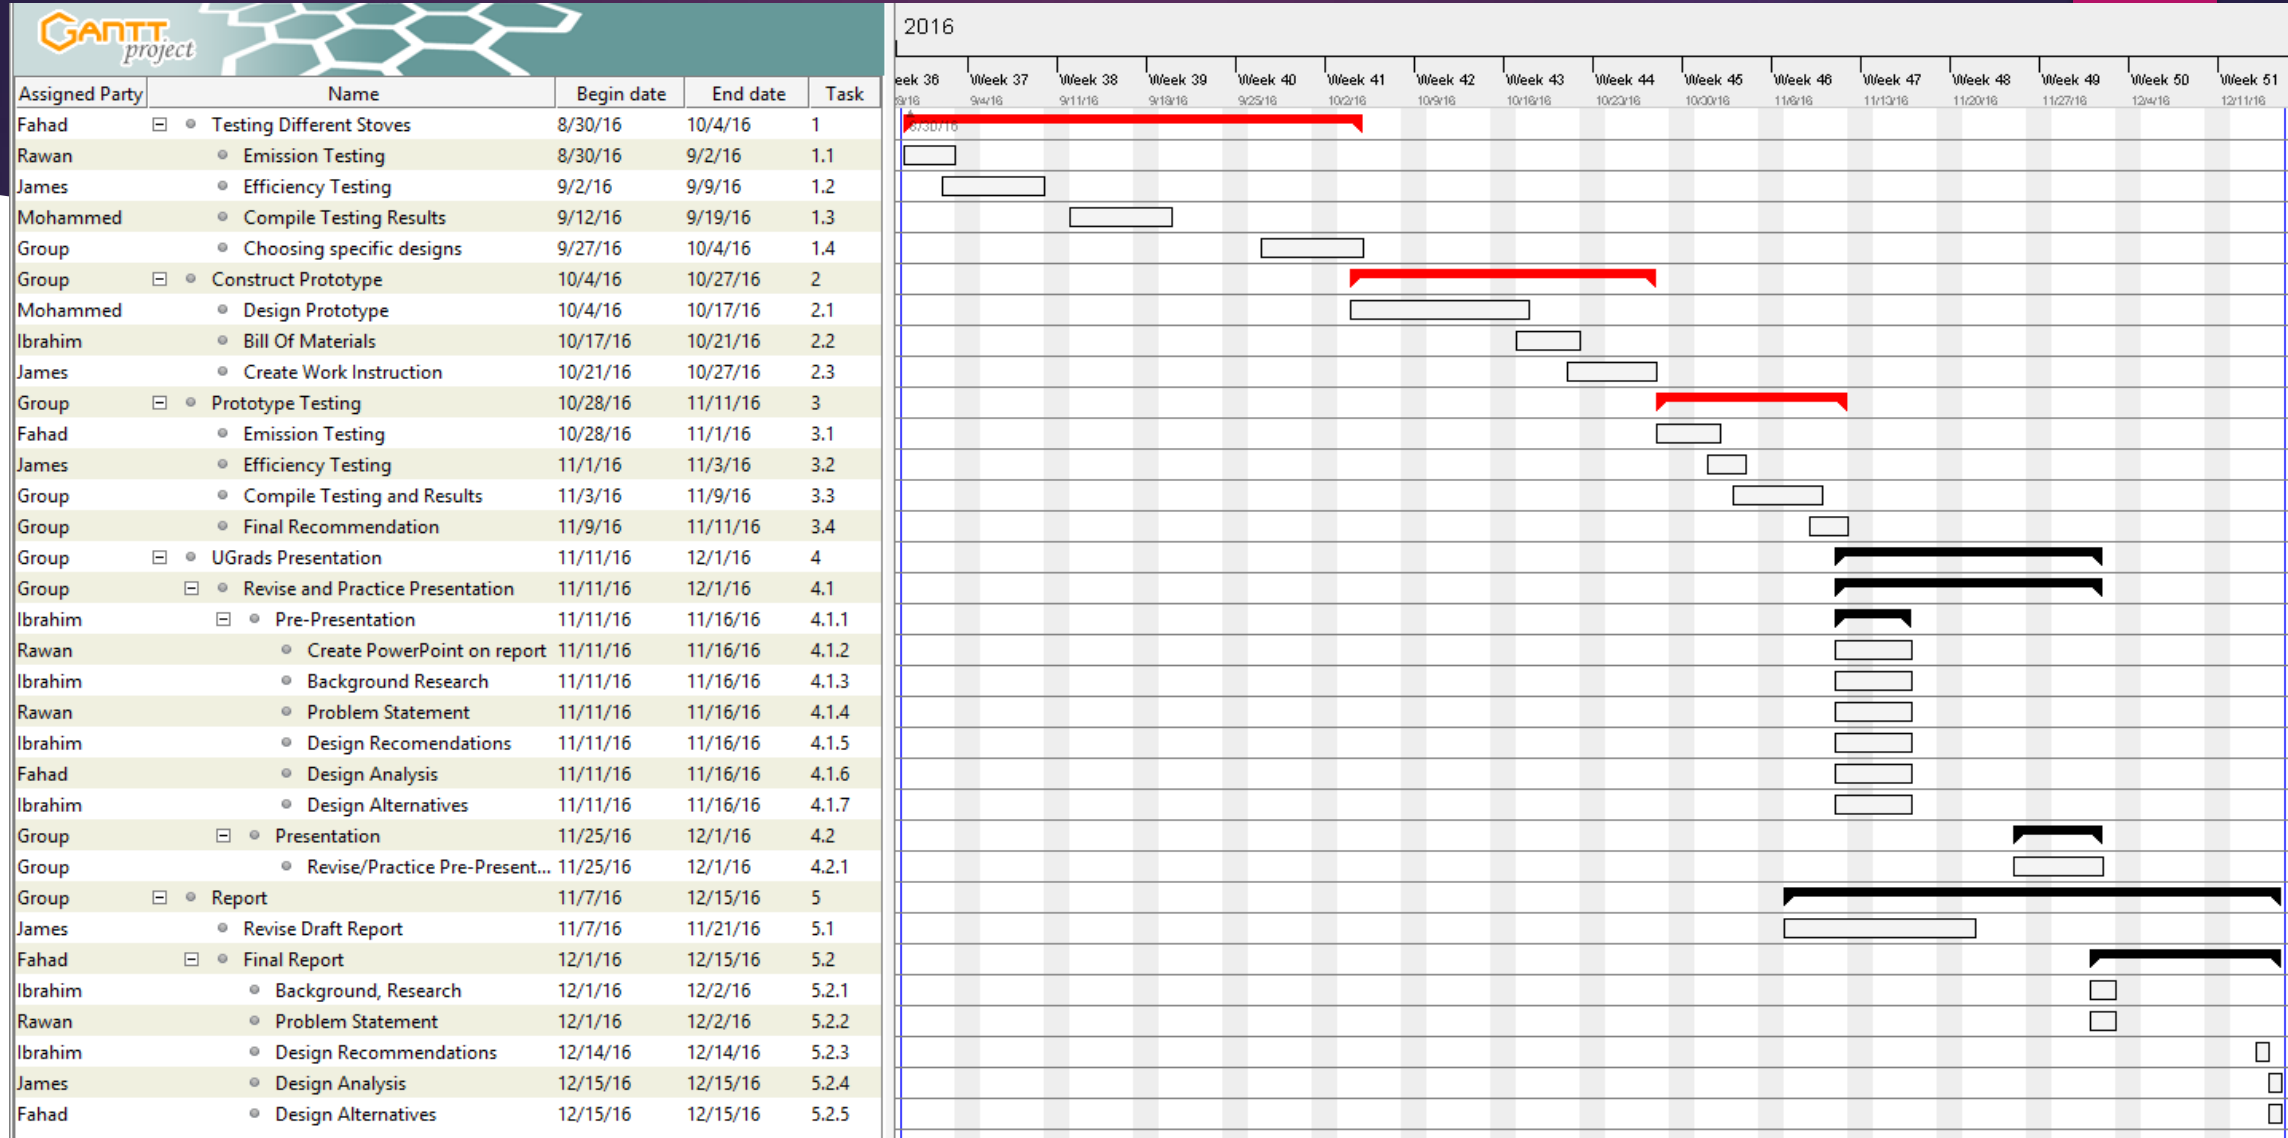 GANTT
project
2016
eek 36 Week 37 Week 38 Week 39 Week 40 Week 41 Week 42 Week 43 Week 44 Week 45 Week 46 Week 47 Week 48 Week 49 Week 50 Week 51
9/4/16 9/11/16 9/18/16 9/25/16 10/2/16 10/9/16 10/16/16 10/23/16 10/30/16 11/6/16 11/13/16 11/20/16 11/27/16 12/4/16 12/11/16
Assigned Party Name Begin date End date Task
Fahad Testing Different Stoves 8/30/16 10/4/16 1 8/30/16
Rawan Emission Testing 8/30/16 9/2/16 1.1
James Efficiency Testing 9/2/16 9/9/16 1.2
Mohammed Compile Testing Results 9/12/16 9/19/16 1.3
Group Choosing specific designs 9/27/16 10/4/16 1.4
Group Construct Prototype 10/4/16 10/27/16 2
Mohammed Design Prototype 10/4/16 10/17/16 2.1
Ibrahim Bill Of Materials 10/17/16 10/21/16 2.2
James Create Work Instruction 10/21/16 10/27/16 2.3
Group Prototype Testing 10/28/16 11/11/16 3
Fahad Emission Testing 10/28/16 11/1/16 3.1
James Efficiency Testing 11/1/16 11/3/16 3.2
Group Compile Testing and Results 11/3/16 11/9/16 3.3
Group Final Recommendation 11/9/16 11/11/16 3.4
Group UGrads Presentation 11/11/16 12/1/16 4
Group Revise and Practice Presentation 11/11/16 12/1/16 4.1
Ibrahim Pre-Presentation 11/11/16 11/16/16 4.1.1
Rawan Create PowerPoint on report 11/11/16 11/16/16 4.1.2
Ibrahim Background Research 11/11/16 11/16/16 4.1.3
Rawan Problem Statement 11/11/16 11/16/16 4.1.4
Ibrahim Design Recomendations 11/11/16 11/16/16 4.1.5
Fahad Design Analysis 11/11/16 11/16/16 4.1.6
Ibrahim Design Alternatives 11/11/16 11/16/16 4.1.7
Group Presentation 11/25/16 12/1/16 4.2
Group Revise/Practice Pre-Present... 11/25/16 12/1/16 4.2.1
Group Report 11/7/16 12/15/16 5
James Revise Draft Report 11/7/16 11/21/16 5.1
Fahad Final Report 12/1/16 12/15/16 5.2
Ibrahim Background, Research 12/1/16 12/2/16 5.2.1
Rawan Problem Statement 12/1/16 12/2/16 5.2.2
Ibrahim Design Recommendations 12/14/16 12/14/16 5.2.3
James Design Analysis 12/15/16 12/15/16 5.2.4
Fahad Design Alternatives 12/15/16 12/15/16 5.2.5